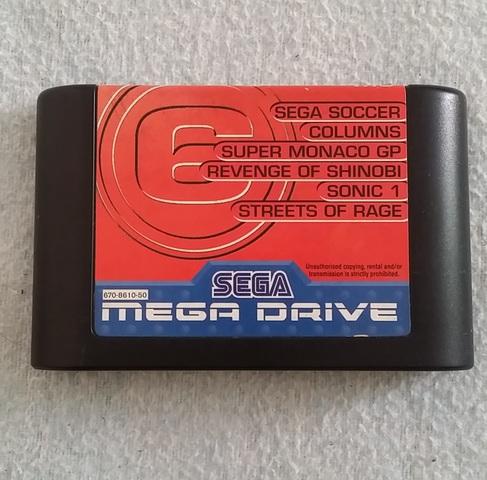 6
SEGA SOCCER
COLUMNS
SUPER MONACO GP
REVENGE OF SHINOBI
SONIC 1
STREETS OF RAGE
Unauthorised copying, rental and/or
transmission is strictly prohibited.
SEGA
670-8610-50
MEGA DRIVE